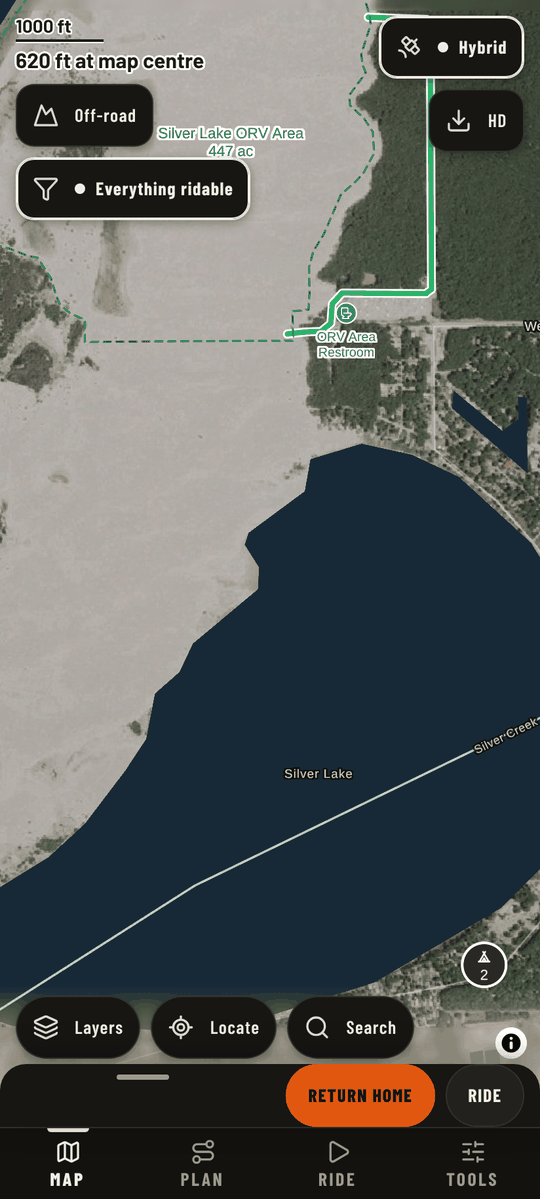 1000 ft
620 ft at map centre
Hybrid
Off-road
HD
Silver Lake ORV Area
447 ac
Everything ridable
ORV Area
Restroom
We
Silver Creek
Silver Lake
2
Layers
Locate
Search
RETURN HOME
RIDE
MAP
PLAN
RIDE
TOOLS